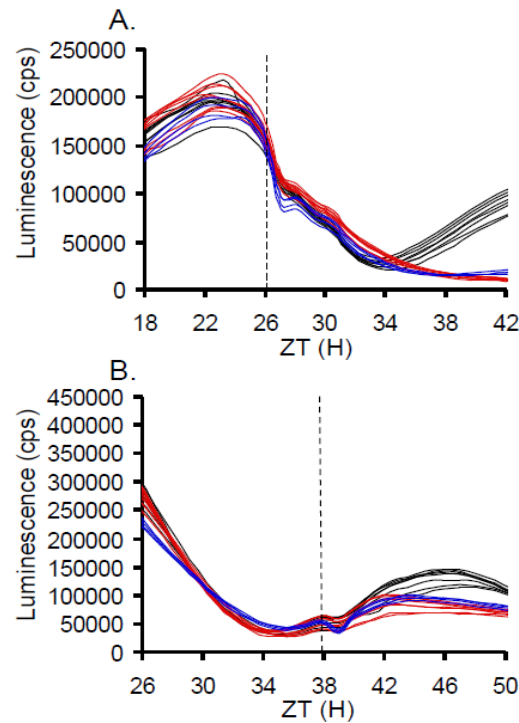 A.
250000
200000
150000
100000
50000
0
Luminescence (cps)
18 22 26 30 34 38 42
ZT (H)
B.
450000
400000
350000
300000
250000
200000
150000
100000
50000
0
Luminescence (cps)
26 30 34 38 42 46 50
ZT (H)